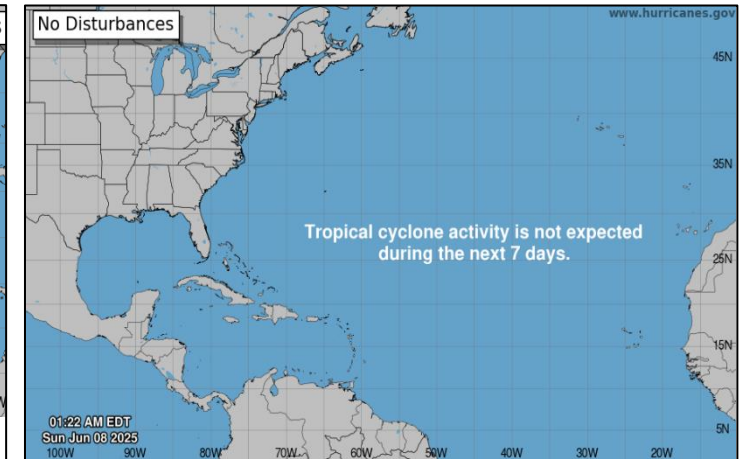 No Disturbances
www.hurricanes.gov
45N
35N
Tropical cyclone activity is not expected
during the next 7 days.
25N
15N
01:22 AM EDT
Sun Jun 08 2025
5N
100W 90W 80W 70W 60W 50W 40W 30W 20W